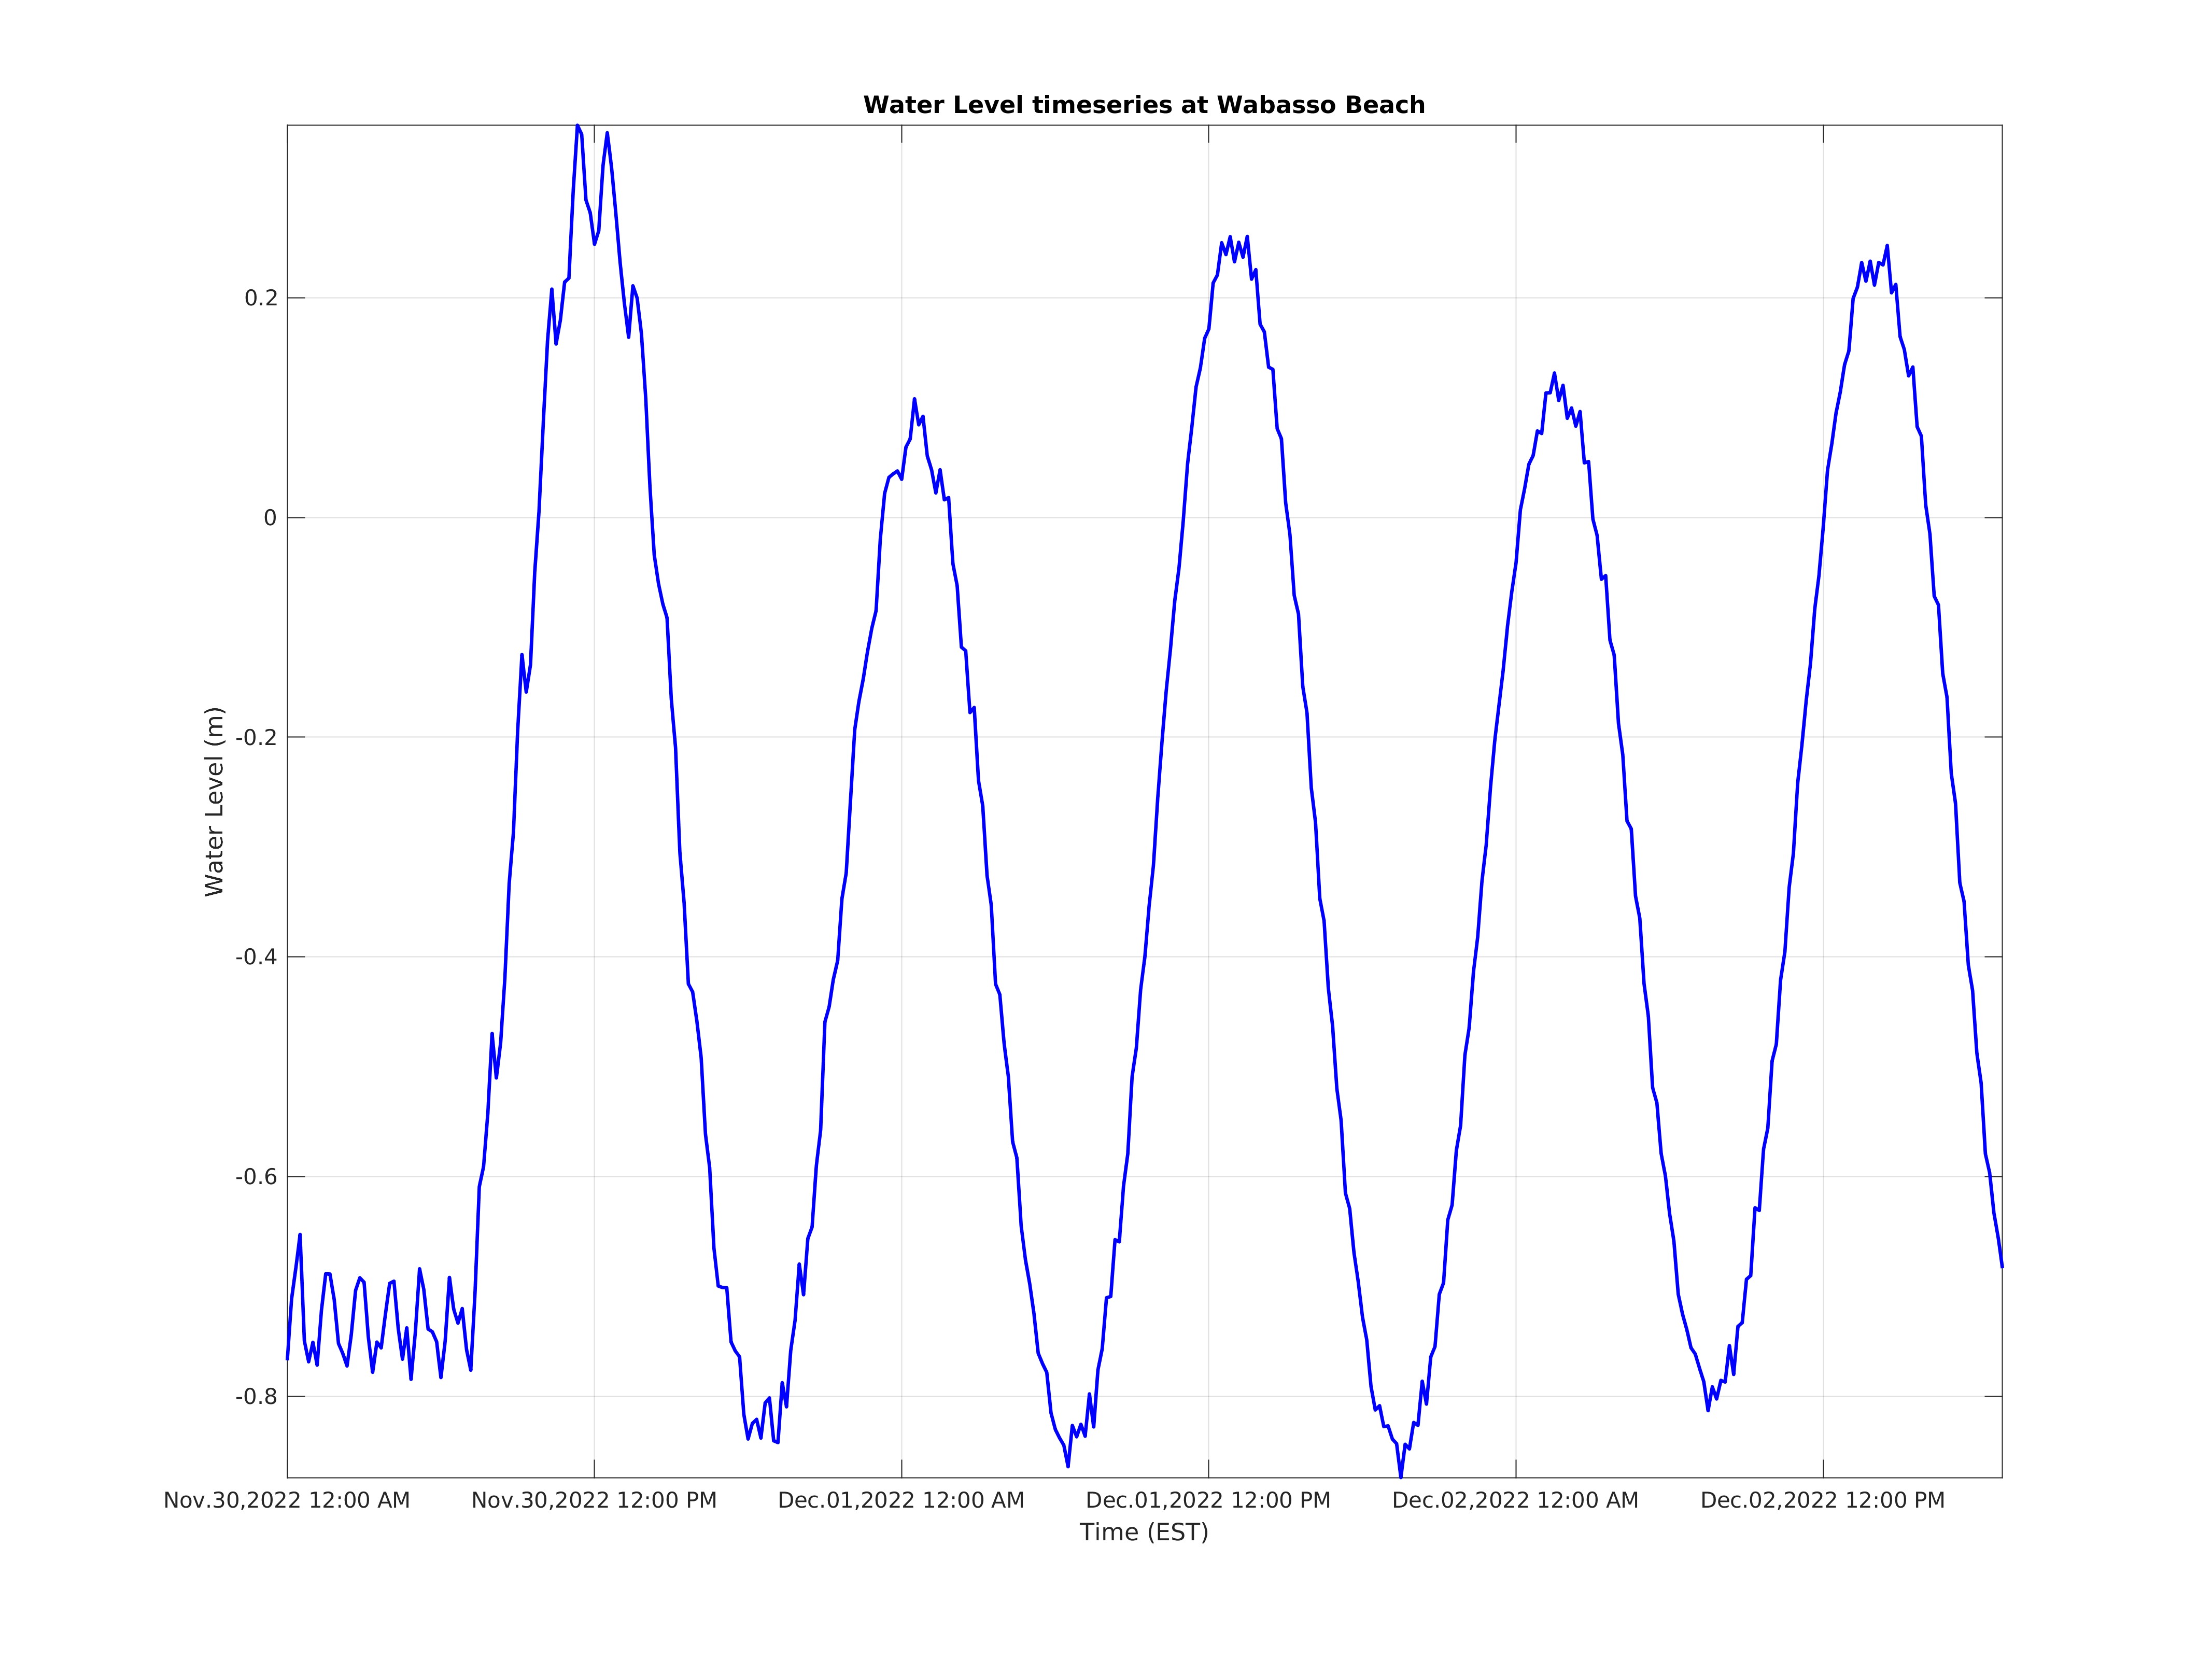 Water Level timeseries at Wabasso Beach
Water Level (m)
0.2
0
-0.2
-0.4
-0.6
-0.8
Nov.30,2022 12:00 AM
Nov.30,2022 12:00 PM
Dec.01,2022 12:00 AM
Dec.01,2022 12:00 PM
Dec.02,2022 12:00 AM
Dec.02,2022 12:00 PM
Time (EST)